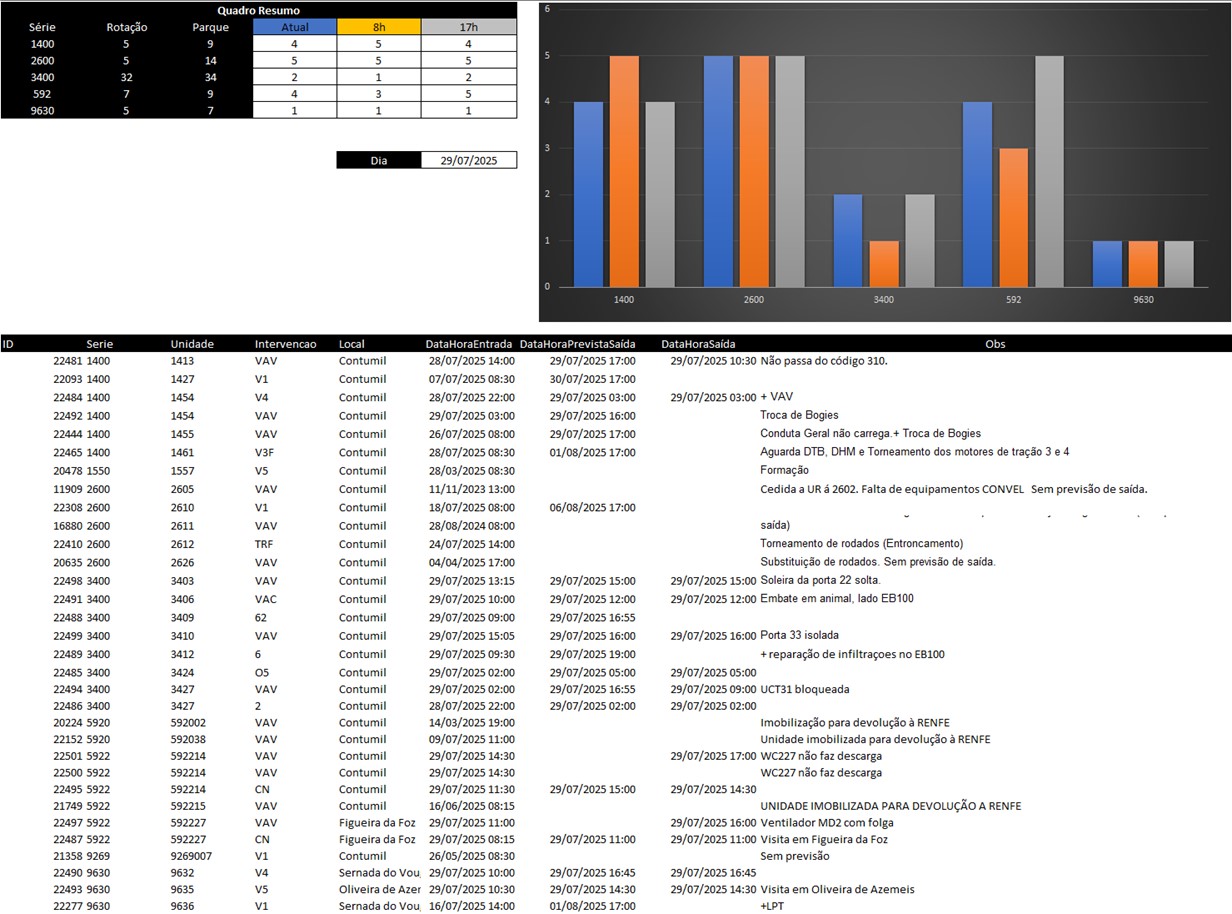 Quadro Resumo
Série Rotação Parque Atual 8h 17h
1400 5 9 4 5 4
2600 5 14 5 5 5
3400 32 34 2 1 2
592 7 9 4 3 5
9630 5 7 1 1 1
Dia 29/07/2025
6
5
4
3
2
1
0
1400 2600 3400 592 9630
ID Serie Unidade Intervencao Local DataHoraEntrada DataHoraPrevistaSaída DataHoraSaída Obs
22481 1400 1413 VAV Contumil 28/07/2025 14:00 29/07/2025 17:00 29/07/2025 10:30 Não passa do código 310.
22093 1400 1427 V1 Contumil 07/07/2025 08:30 30/07/2025 17:00
22484 1400 1454 V4 Contumil 28/07/2025 22:00 29/07/2025 03:00 29/07/2025 03:00 + VAV
22492 1400 1454 VAV Contumil 29/07/2025 03:00 29/07/2025 16:00 Troca de Bogies
22444 1400 1455 VAV Contumil 26/07/2025 08:00 29/07/2025 17:00 Conduta Geral não carrega.+ Troca de Bogies
22465 1400 1461 V3F Contumil 28/07/2025 08:30 01/08/2025 17:00 Aguarda DTB, DHM e Torneamento dos motores de tração 3 e 4
20478 1550 1557 V5 Contumil 28/03/2025 08:30 Formação
11909 2600 2605 VAV Contumil 11/11/2023 13:00 Cedida a UR á 2602. Falta de equipamentos CONVEL Sem previsão de saída.
22308 2600 2610 V1 Contumil 18/07/2025 08:00 06/08/2025 17:00
16880 2600 2611 VAV Contumil 28/08/2024 08:00 saída)
22410 2600 2612 TRF Contumil 24/07/2025 14:00 Torneamento de rodados (Entroncamento)
20635 2600 2626 VAV Contumil 04/04/2025 17:00 Substituição de rodados. Sem previsão de saída.
22498 3400 3403 VAV Contumil 29/07/2025 13:15 29/07/2025 15:00 29/07/2025 15:00 Soleira da porta 22 solta.
22491 3400 3406 VAC Contumil 29/07/2025 10:00 29/07/2025 12:00 29/07/2025 12:00 Embate em animal, lado EB100
22488 3400 3409 62 Contumil 29/07/2025 09:00 29/07/2025 16:55
22499 3400 3410 VAV Contumil 29/07/2025 15:05 29/07/2025 16:00 29/07/2025 16:00 Porta 33 isolada
22489 3400 3412 6 Contumil 29/07/2025 09:30 29/07/2025 19:00 + reparação de infiltraçoes no EB100
22485 3400 3424 O5 Contumil 29/07/2025 02:00 29/07/2025 05:00 29/07/2025 05:00
22494 3400 3427 VAV Contumil 29/07/2025 02:00 29/07/2025 16:55 29/07/2025 09:00 UCT31 bloqueada
22486 3400 3427 2 Contumil 28/07/2025 22:00 29/07/2025 02:00 29/07/2025 02:00
20224 5920 592002 VAV Contumil 14/03/2025 19:00 Imobilização para devolução à RENFE
22152 5920 592038 VAV Contumil 09/07/2025 11:00 Unidade imobilizada para devolução à RENFE
22501 5922 592214 VAV Contumil 29/07/2025 14:30 29/07/2025 17:00 WC227 não faz descarga
22500 5922 592214 VAV Contumil 29/07/2025 14:30 WC227 não faz descarga
22495 5922 592214 CN Contumil 29/07/2025 11:30 29/07/2025 15:00 29/07/2025 14:30
21749 5922 592215 VAV Contumil 16/06/2025 08:15 UNIDADE IMOBILIZADA PARA DEVOLUÇÃO A RENFE
22497 5922 592227 VAV Figueira da Foz 29/07/2025 11:00 29/07/2025 16:00 Ventilador MD2 com folga
22487 5922 592227 CN Figueira da Foz 29/07/2025 08:15 29/07/2025 11:00 29/07/2025 11:00 Visita em Figueira da Foz
21358 9269 9269007 V1 Contumil 26/05/2025 08:30 Sem previsão
22490 9630 9632 V4 Sernada do Vou 29/07/2025 10:00 29/07/2025 16:45 29/07/2025 16:45
22493 9630 9635 V5 Oliveira de Azer 29/07/2025 10:30 29/07/2025 14:30 29/07/2025 14:30 Visita em Oliveira de Azemeis
22277 9630 9636 V1 Sernada do Vou 16/07/2025 14:00 01/08/2025 17:00 +LPT